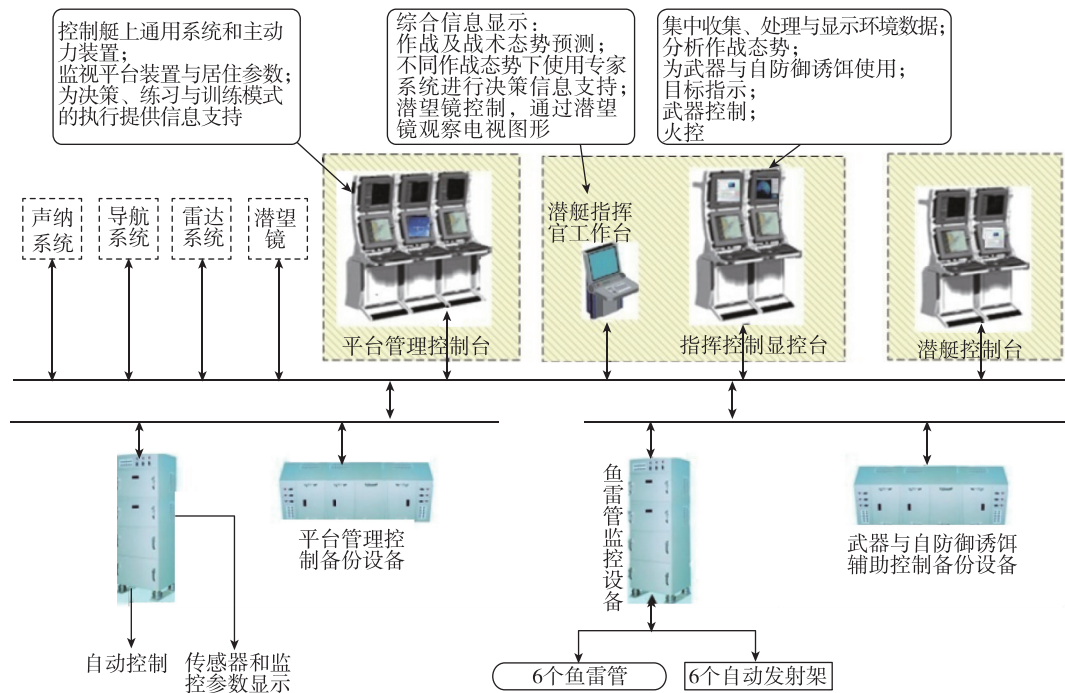 控制艇上通用系统和主动
力装置；
监视平台装置与居住参数；
为决策、练习与训练模式
的执行提供信息支持
综合信息显示：
作战及战术态势预测；
不同作战态势下使用专家
系统进行决策信息支持；
潜望镜控制，通过潜望
镜观察电视图形
集中收集、处理与显示环境数据；
分析作战态势；
为武器与自防御诱饵使用；
目标指示；
武器控制；
火控
声纳
系统
导航
系统
雷达
系统
潜望
镜
平台管理控制台
潜艇指挥
官工作台
指挥控制显控台
潜艇控制台
平台管理控
制备份设备
鱼雷管监控设备
武器与自防御诱饵
辅助控制备份设备
自动控制
传感器和监
控参数显示
6个鱼雷管
6个自动发射架